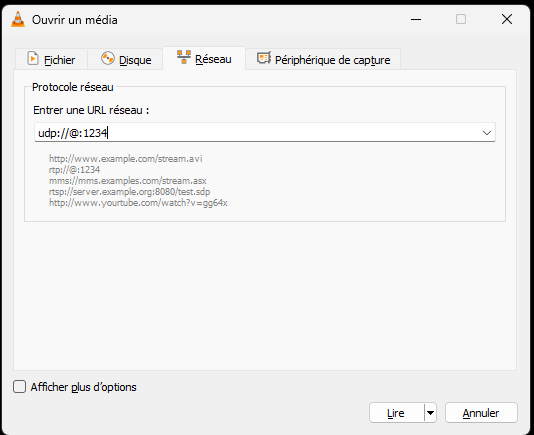 Ouvrir un média
Fichier
Disque
Réseau
Périphérique de capture
Protocole réseau
Entrer une URL réseau :
udp://@:1234
http://www.example.com/stream.avi
rtp://@:1234
mms://mms.examples.com/stream.asx
rtsp://server.example.org:8080/test.sdp
http://www.yourtube.com/watch?v=gg64x
Afficher plus d'options
Lire
Annuler